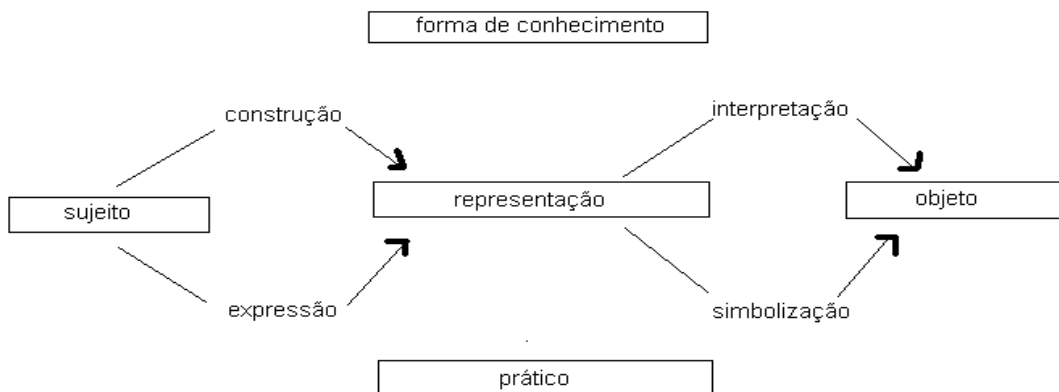 forma de conhecimento
construção
interpretação
sujeito
representação
objeto
expressão
simbolização
prático